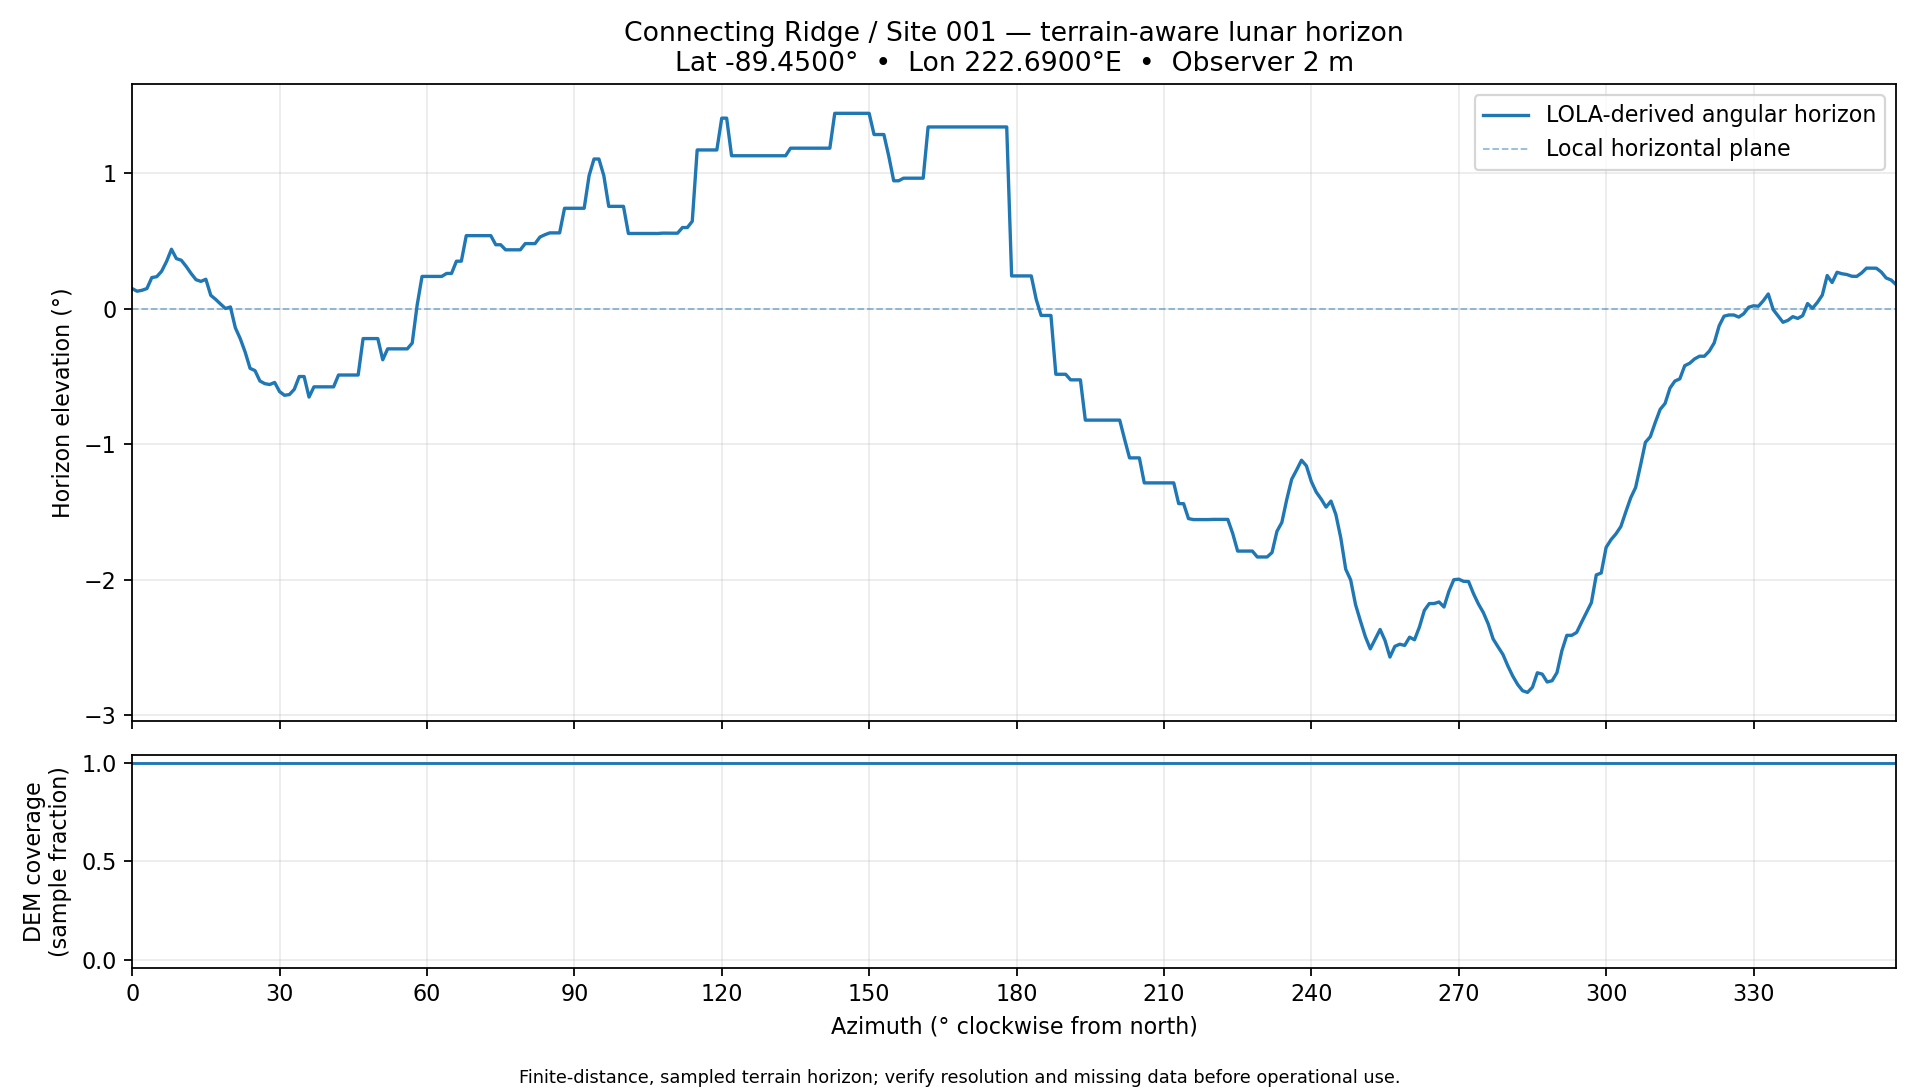 Connecting Ridge / Site 001 — terrain-aware lunar horizon
Lat -89.4500° • Lon 222.6900°E • Observer 2 m
LOLA-derived angular horizon
Local horizontal plane
Horizon elevation (°)
1
0
−1
−2
−3
DEM coverage
(sample fraction)
1.0
0.5
0.0
0 30 60 90 120 150 180 210 240 270 300 330
Azimuth (° clockwise from north)
Finite-distance, sampled terrain horizon; verify resolution and missing data before operational use.